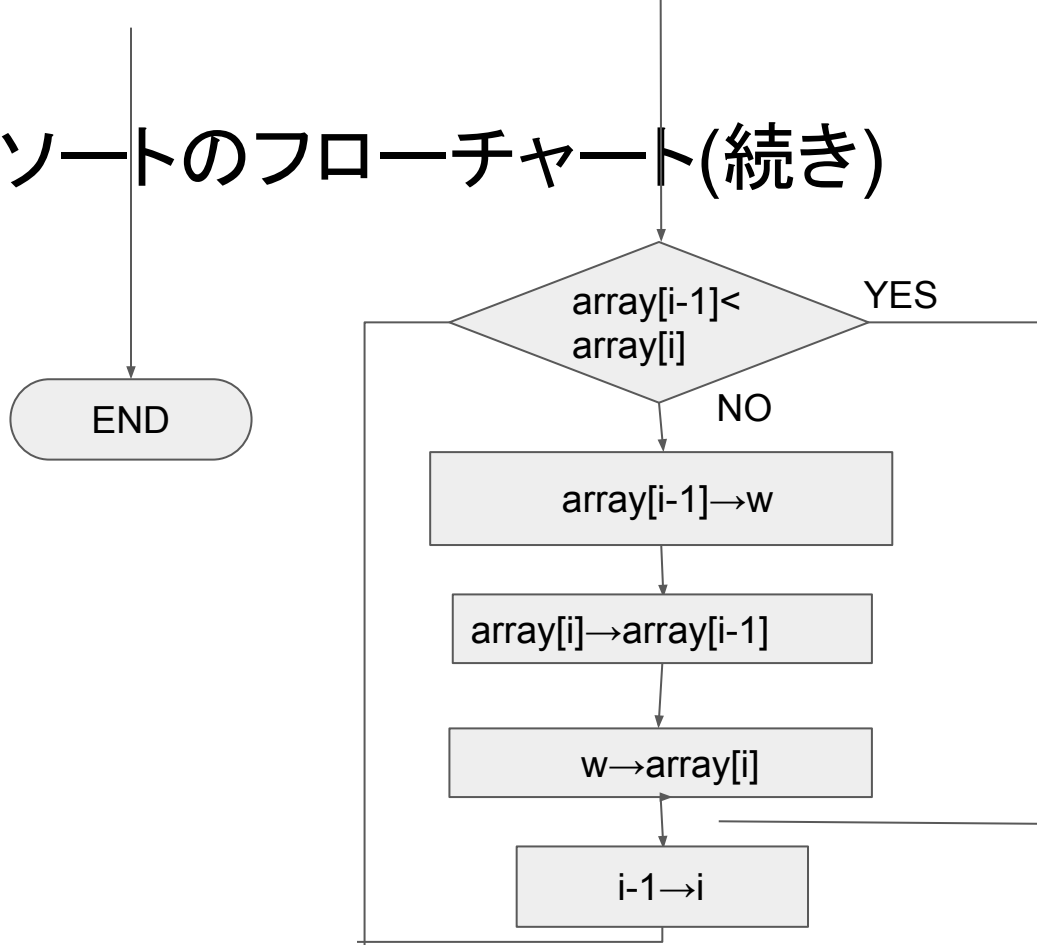 ソートのフローチャート(続き)
array[i-1]<
array[i]
YES
END
NO
array[i-1]→w
array[i]→array[i-1]
w→array[i]
i-1→i